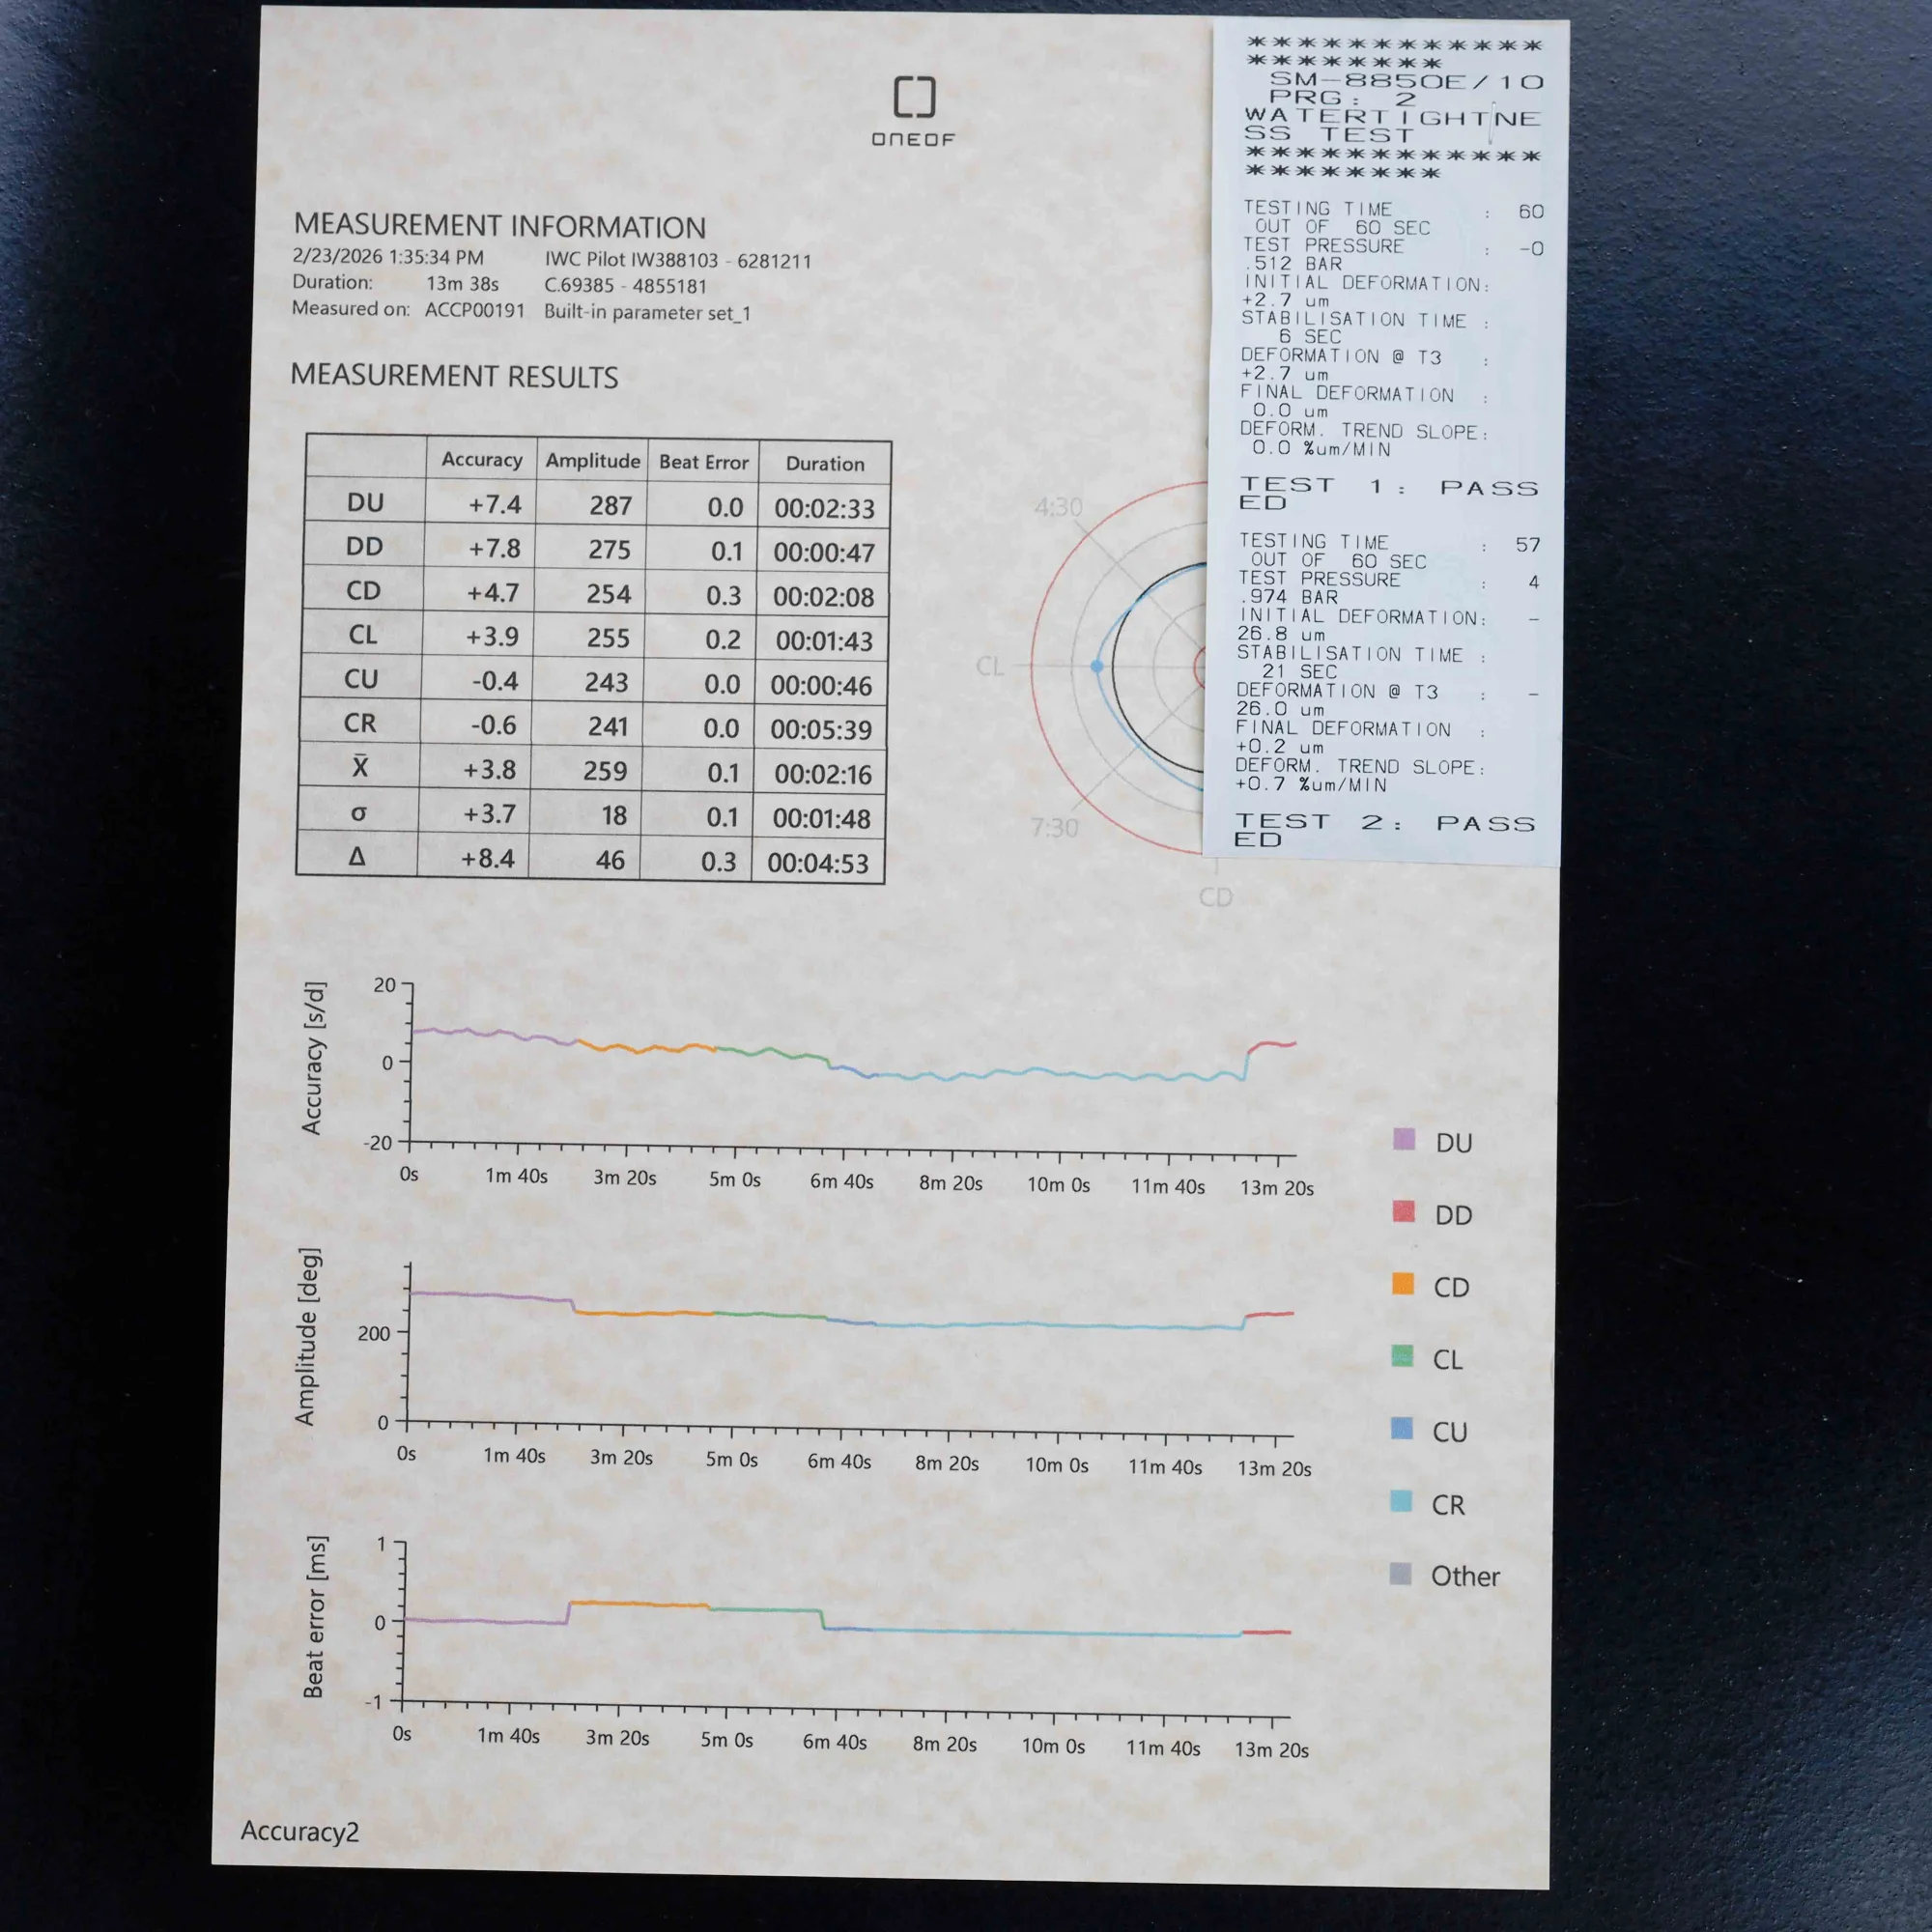 ONEOF
MEASUREMENT INFORMATION
2/23/2026 1:35:34 PM IWC Pilot IW388103 - 6281211
Duration: 13m 38s C.69385 - 4855181
Measured on: ACCP00191 Built-in parameter set_1
MEASUREMENT RESULTS
Accuracy Amplitude Beat Error Duration
DU +7.4 287 0.0 00:02:33
DD +7.8 275 0.1 00:00:47
CD +4.7 254 0.3 00:02:08
CL +3.9 255 0.2 00:01:43
CU -0.4 243 0.0 00:00:46
CR -0.6 241 0.0 00:05:39
X̄ +3.8 259 0.1 00:02:16
σ +3.7 18 0.1 00:01:48
Δ +8.4 46 0.3 00:04:53
4:30
CL
7:30
CD
************
********
SM-8850E/10
PRG: 2
WATERTIGHTNE
SS TEST
************
********
TESTING TIME : 60
OUT OF 60 SEC
TEST PRESSURE : -0
.512 BAR
INITIAL DEFORMATION:
+2.7 um
STABILISATION TIME :
6 SEC
DEFORMATION @ T3 :
+2.7 um
FINAL DEFORMATION :
0.0 um
DEFORM. TREND SLOPE:
0.0 %um/MIN
TEST 1: PASS
ED
TESTING TIME : 57
OUT OF 60 SEC
TEST PRESSURE : 4
.974 BAR
INITIAL DEFORMATION: -
26.8 um
STABILISATION TIME :
21 SEC
DEFORMATION @ T3 : -
26.0 um
FINAL DEFORMATION :
+0.2 um
DEFORM. TREND SLOPE:
+0.7 %um/MIN
TEST 2: PASS
ED
Accuracy [s/d]
20
0
-20
0s 1m 40s 3m 20s 5m 0s 6m 40s 8m 20s 10m 0s 11m 40s 13m 20s
Amplitude [deg]
200
0
0s 1m 40s 3m 20s 5m 0s 6m 40s 8m 20s 10m 0s 11m 40s 13m 20s
Beat error [ms]
1
0
-1
0s 1m 40s 3m 20s 5m 0s 6m 40s 8m 20s 10m 0s 11m 40s 13m 20s
DU
DD
CD
CL
CU
CR
Other
Accuracy2